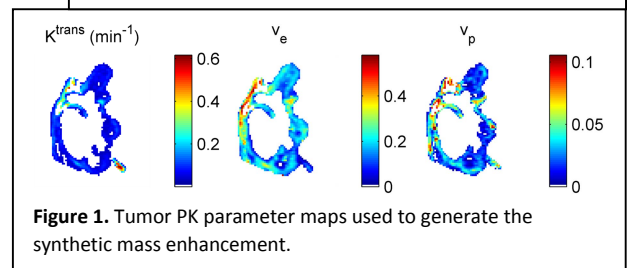 K^trans (min^-1)
v_e
v_p
0.6
0.4
0.2
0.4
0.2
0
0.1
0.05
0
Figure 1. Tumor PK parameter maps used to generate the
synthetic mass enhancement.